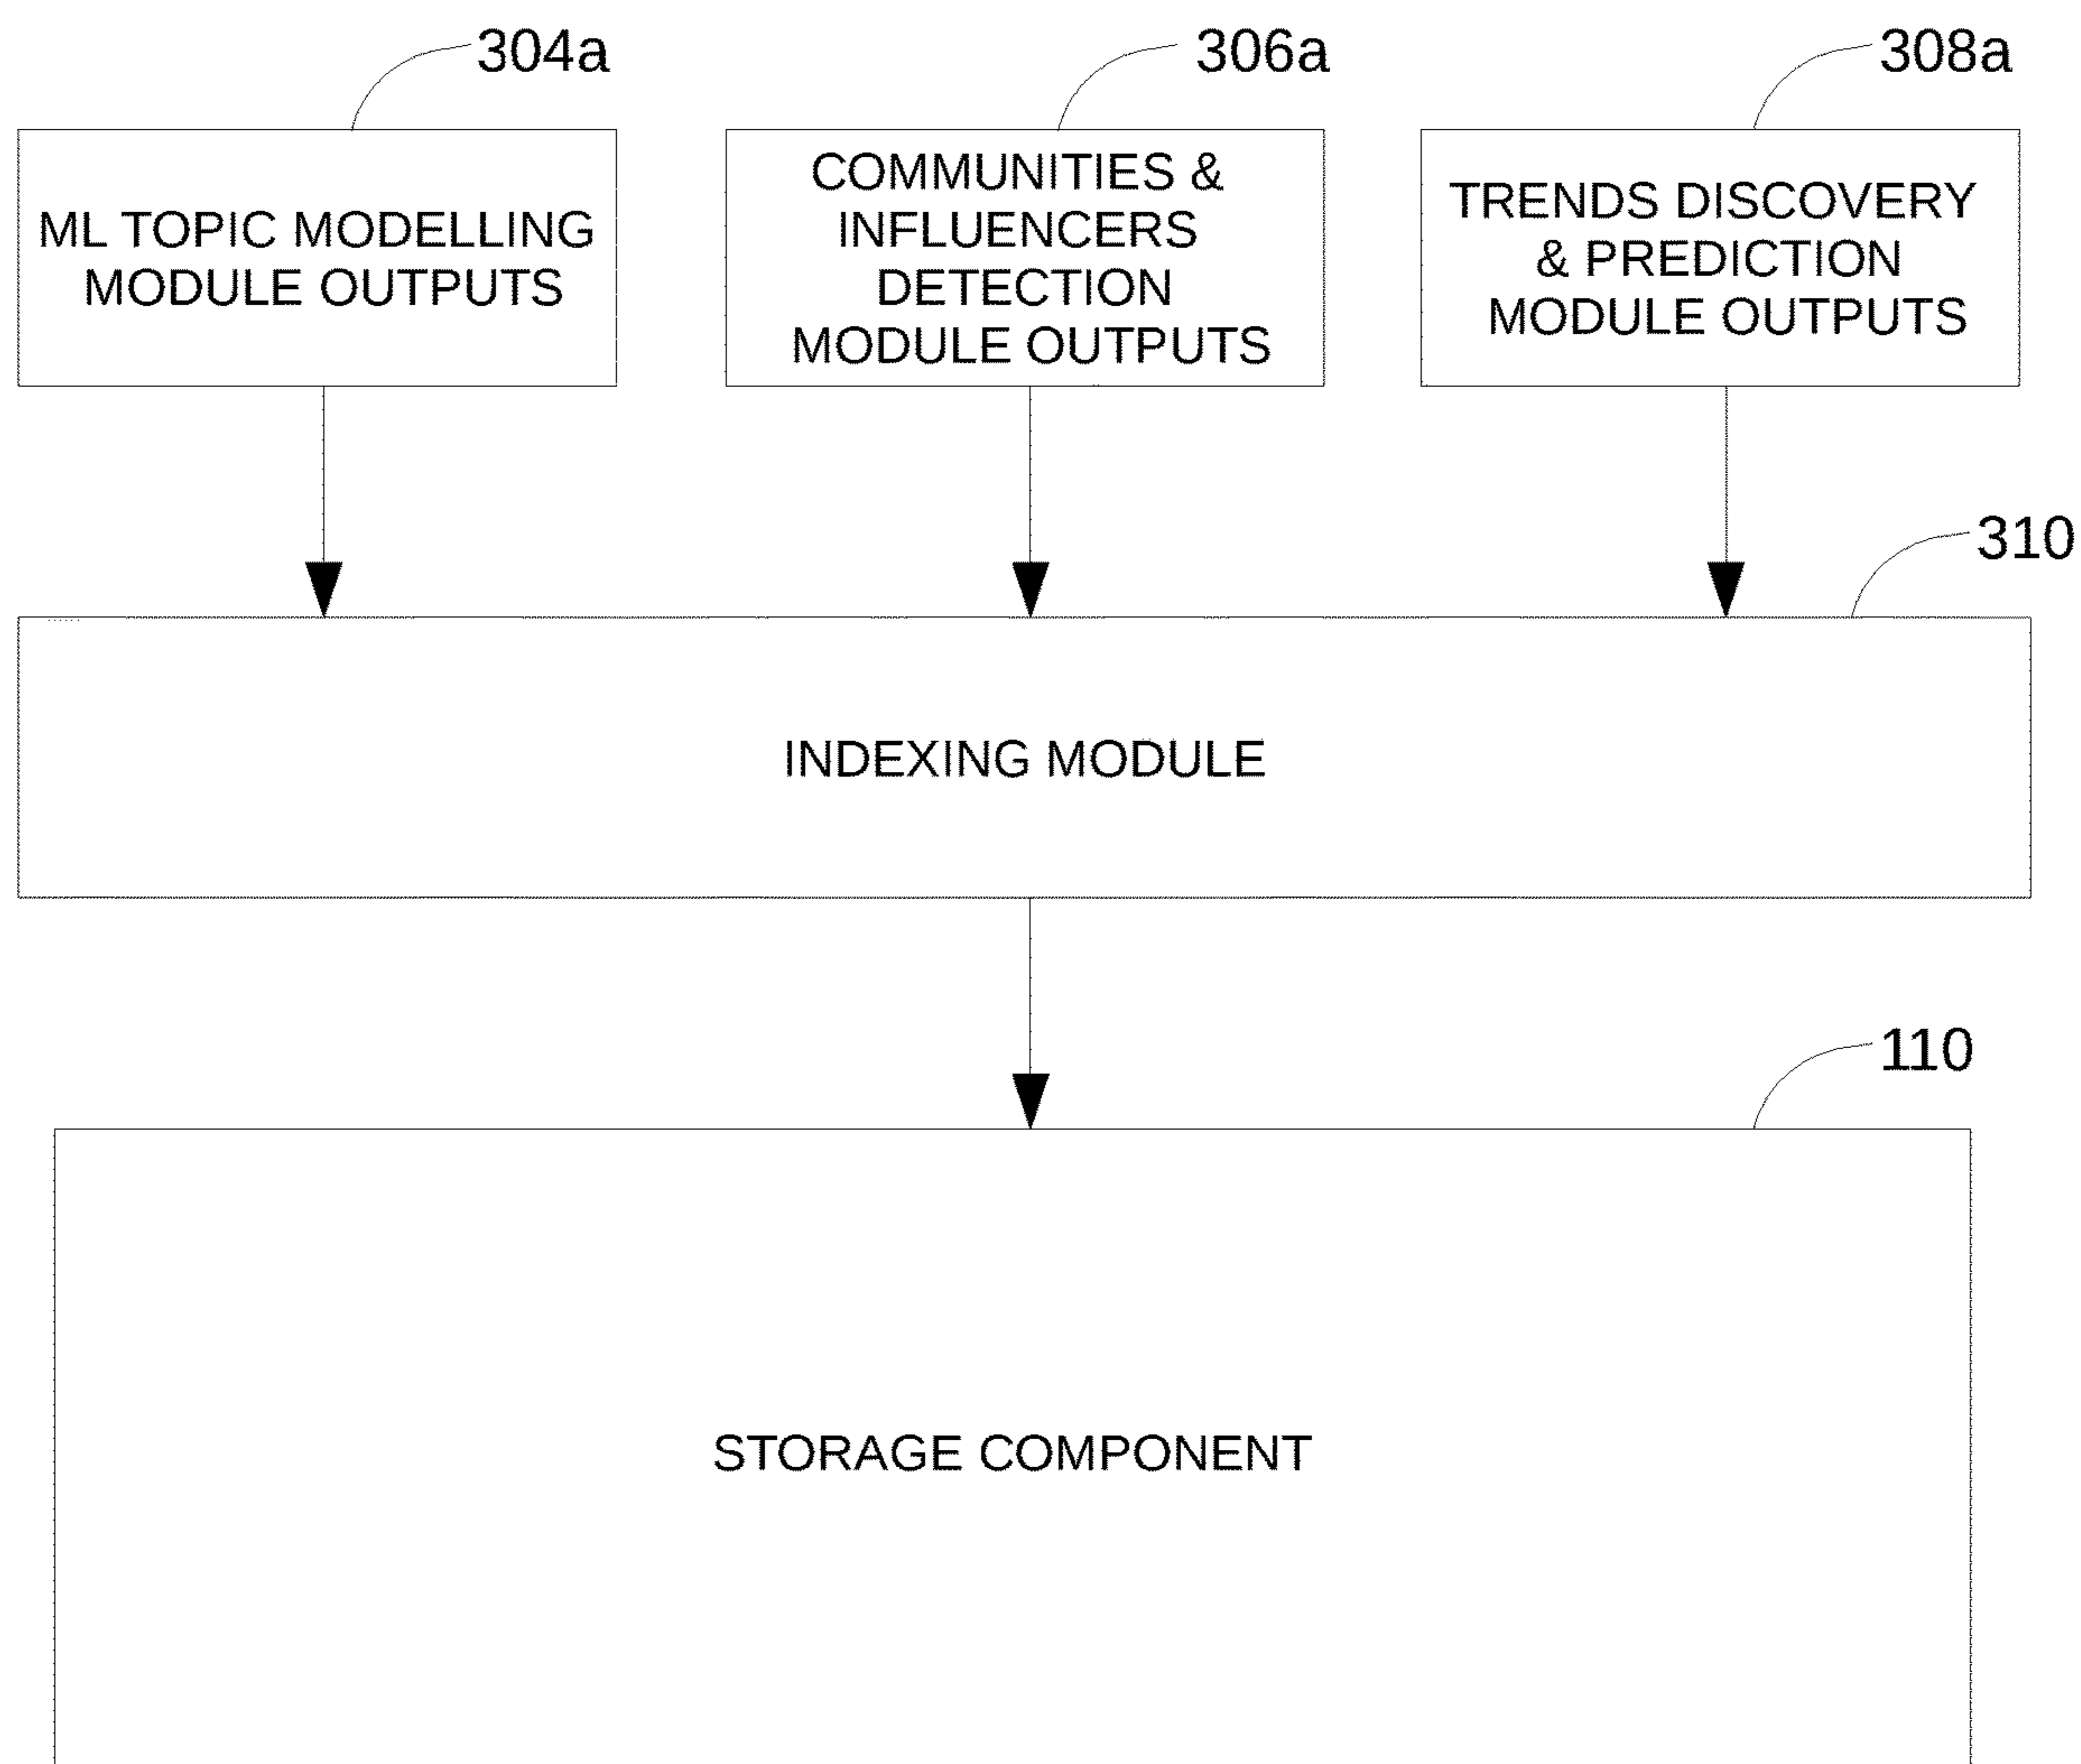 304a
306a
308a
ML TOPIC MODELLING
MODULE OUTPUTS
COMMUNITIES &
INFLUENCERS
DETECTION
MODULE OUTPUTS
TRENDS DISCOVERY
& PREDICTION
MODULE OUTPUTS
310
INDEXING MODULE
110
STORAGE COMPONENT